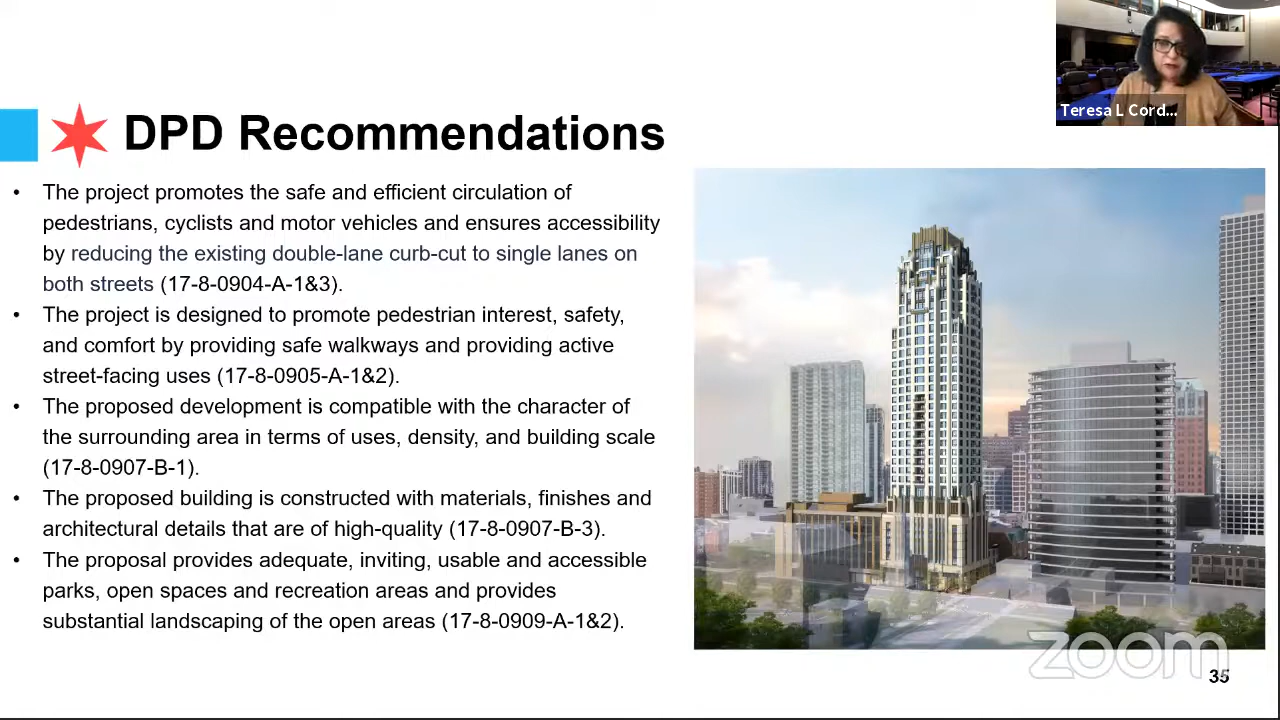 Teresa L Cord...
DPD Recommendations
• The project promotes the safe and efficient circulation of
pedestrians, cyclists and motor vehicles and ensures accessibility
by reducing the existing double-lane curb-cut to single lanes on
both streets (17-8-0904-A-1&3).
• The project is designed to promote pedestrian interest, safety,
and comfort by providing safe walkways and providing active
street-facing uses (17-8-0905-A-1&2).
• The proposed development is compatible with the character of
the surrounding area in terms of uses, density, and building scale
(17-8-0907-B-1).
• The proposed building is constructed with materials, finishes and
architectural details that are of high-quality (17-8-0907-B-3).
• The proposal provides adequate, inviting, usable and accessible
parks, open spaces and recreation areas and provides
substantial landscaping of the open areas (17-8-0909-A-1&2).
zoom
35